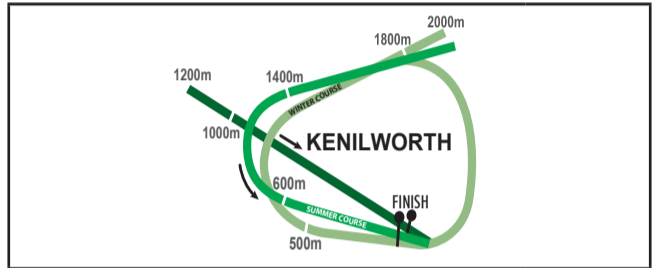 2000m
1800m
1200m
1400m
WINTER COURSE
1000m
KENILWORTH
600m
FINISH
SUMMER COURSE
500m